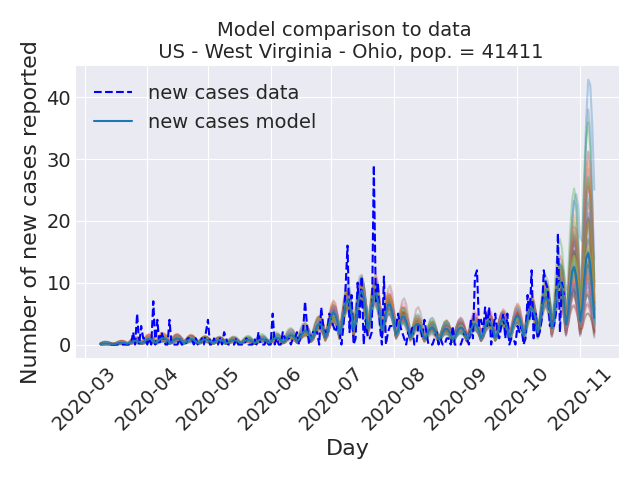 Model comparison to data
US - West Virginia - Ohio, pop. = 41411
new cases data
new cases model
Number of new cases reported
40
30
20
10
0
2020-03
2020-04
2020-05
2020-06
2020-07
2020-08
2020-09
2020-10
2020-11
Day